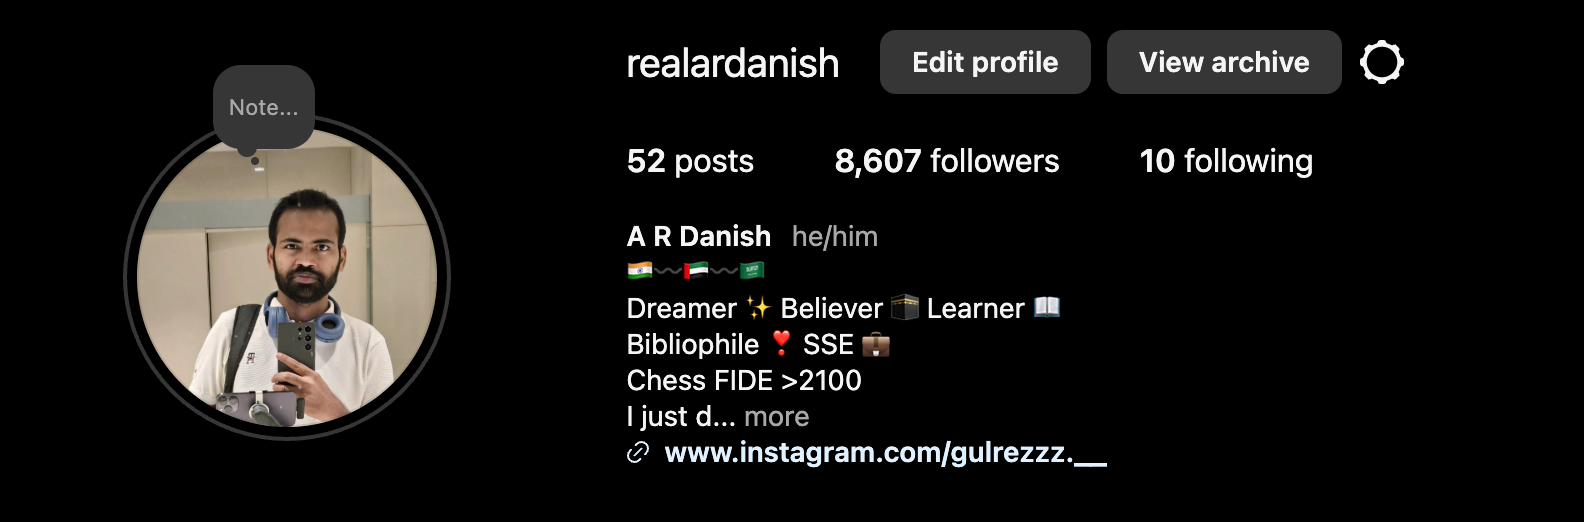 realardanish Edit profile View archive
Note...
52 posts 8,607 followers 10 following
A R Danish he/him
🇮🇳〰️🇦🇪〰️🇸🇦
Dreamer ✨ Believer 🕋 Learner 📖
Bibliophile ❣️ SSE 💼
Chess FIDE >2100
I just d... more
www.instagram.com/gulrezzz.__